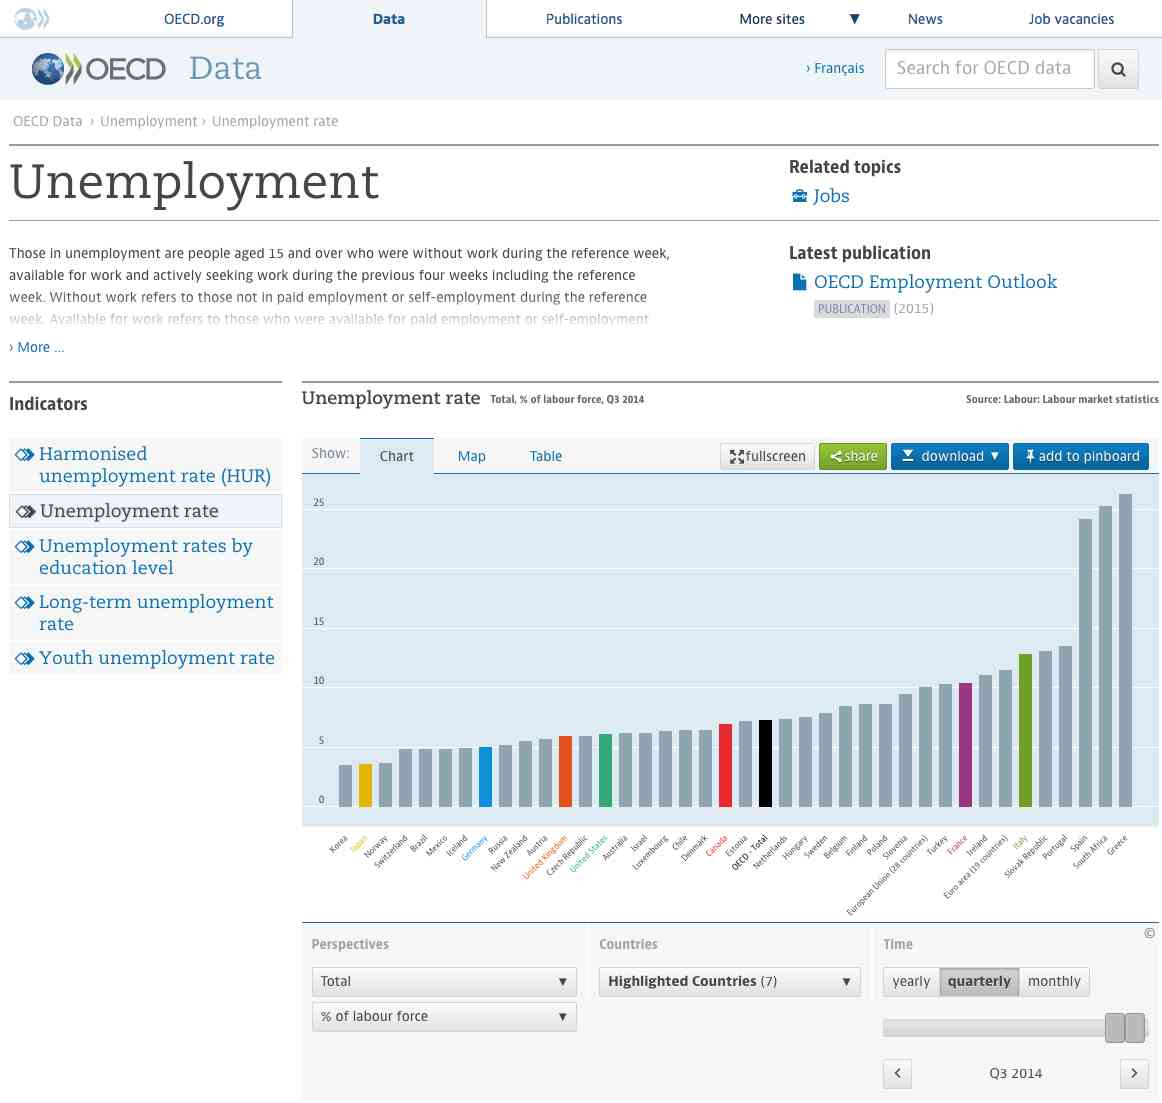 OECD.org
Data
Publications
More sites ▼
News
Job vacancies
OECD Data
› Français
Search for OECD data
OECD Data › Unemployment › Unemployment rate
Unemployment
Related topics
Jobs
Those in unemployment are people aged 15 and over who were without work during the reference week,
available for work and actively seeking work during the previous four weeks including the reference
week. Without work refers to those not in paid employment or self-employment during the reference
week. Available for work refers to those who were available for paid employment or self-employment
› More ...
Latest publication
OECD Employment Outlook
PUBLICATION (2015)
Indicators
Harmonised
unemployment rate (HUR)
Unemployment rate
Unemployment rates by
education level
Long-term unemployment
rate
Youth unemployment rate
Unemployment rate Total, % of labour force, Q3 2014
Source: Labour: Labour market statistics
Show:
Chart
Map
Table
fullscreen
share
download ▼
add to pinboard
25
20
15
10
5
0
Korea
Japan
Norway
Switzerland
Brazil
Mexico
Iceland
Germany
Russia
New Zealand
Austria
United Kingdom
Czech Republic
United States
Australia
Israel
Luxembourg
Chile
Denmark
Canada
Estonia
OECD - Total
Netherlands
Hungary
Sweden
Belgium
Finland
Poland
Slovenia
European Union (28 countries)
Turkey
France
Ireland
Euro area (19 countries)
Italy
Slovak Republic
Portugal
Spain
South Africa
Greece
©
Perspectives
Total ▼
% of labour force ▼
Countries
Highlighted Countries (7) ▼
Time
yearly
quarterly
monthly
‹ Q3 2014 ›